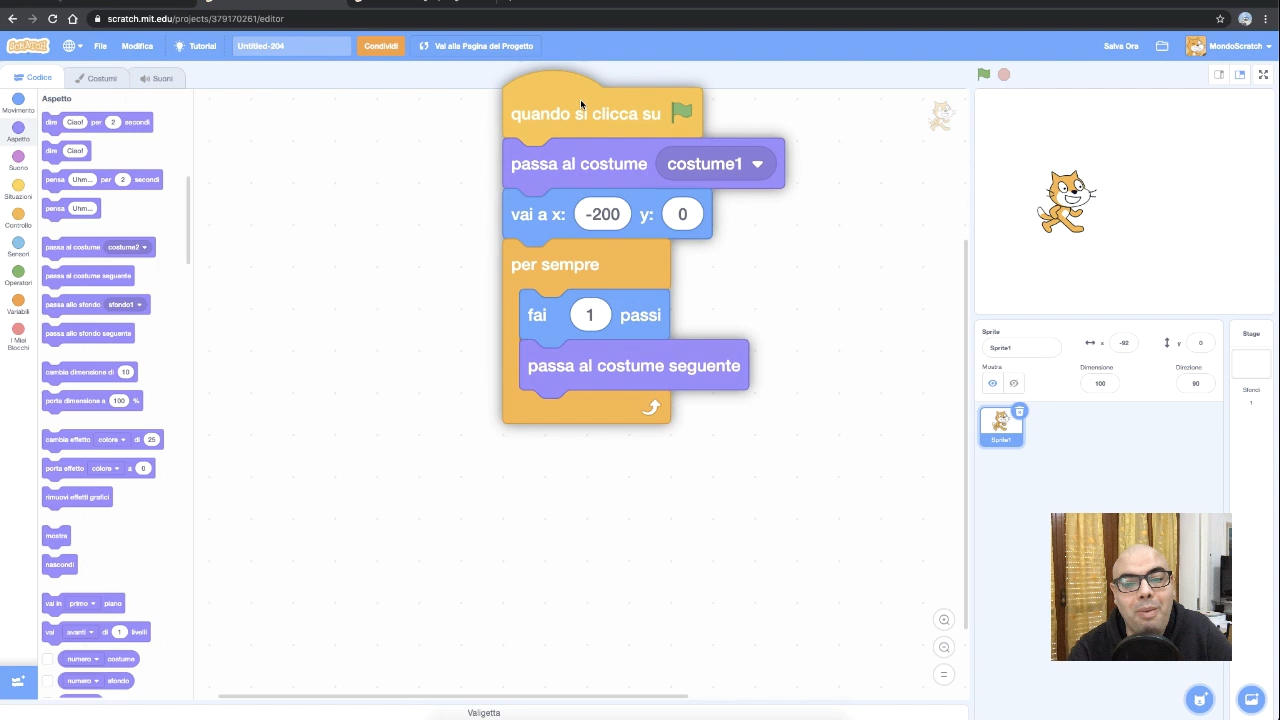 scratch.mit.edu/projects/379170261/editor
SCRATCH
File
Modifica
Tutorial
Untitled-204
Condividi
Vai alla Pagina del Progetto
Salva Ora
MondoScratch
Codice
Costumi
Suoni
Movimento
Aspetto
Suono
Situazioni
Controllo
Sensori
Operatori
Variabili
I Miei Blocchi
Aspetto
dire Ciao! per 2 secondi
dire Ciao!
pensa Uhm... per 2 secondi
pensa Uhm...
passa al costume costume2
passa al costume seguente
passa allo sfondo sfondo1
passa allo sfondo seguente
cambia dimensione di 10
porta dimensione a 100 %
cambia effetto colore di 25
porta effetto colore a 0
rimuovi effetti grafici
mostra
nascondi
vai in primo piano
vai avanti di 1 livelli
numero costume
numero sfondo
quando si clicca su
passa al costume costume1
vai a x: -200 y: 0
per sempre
fai 1 passi
passa al costume seguente
Valigetta
Sprite
Sprite1
x -92
y 0
Mostra
Dimensione
100
Direzione
90
Sprite1
Stage
Sfondi
1